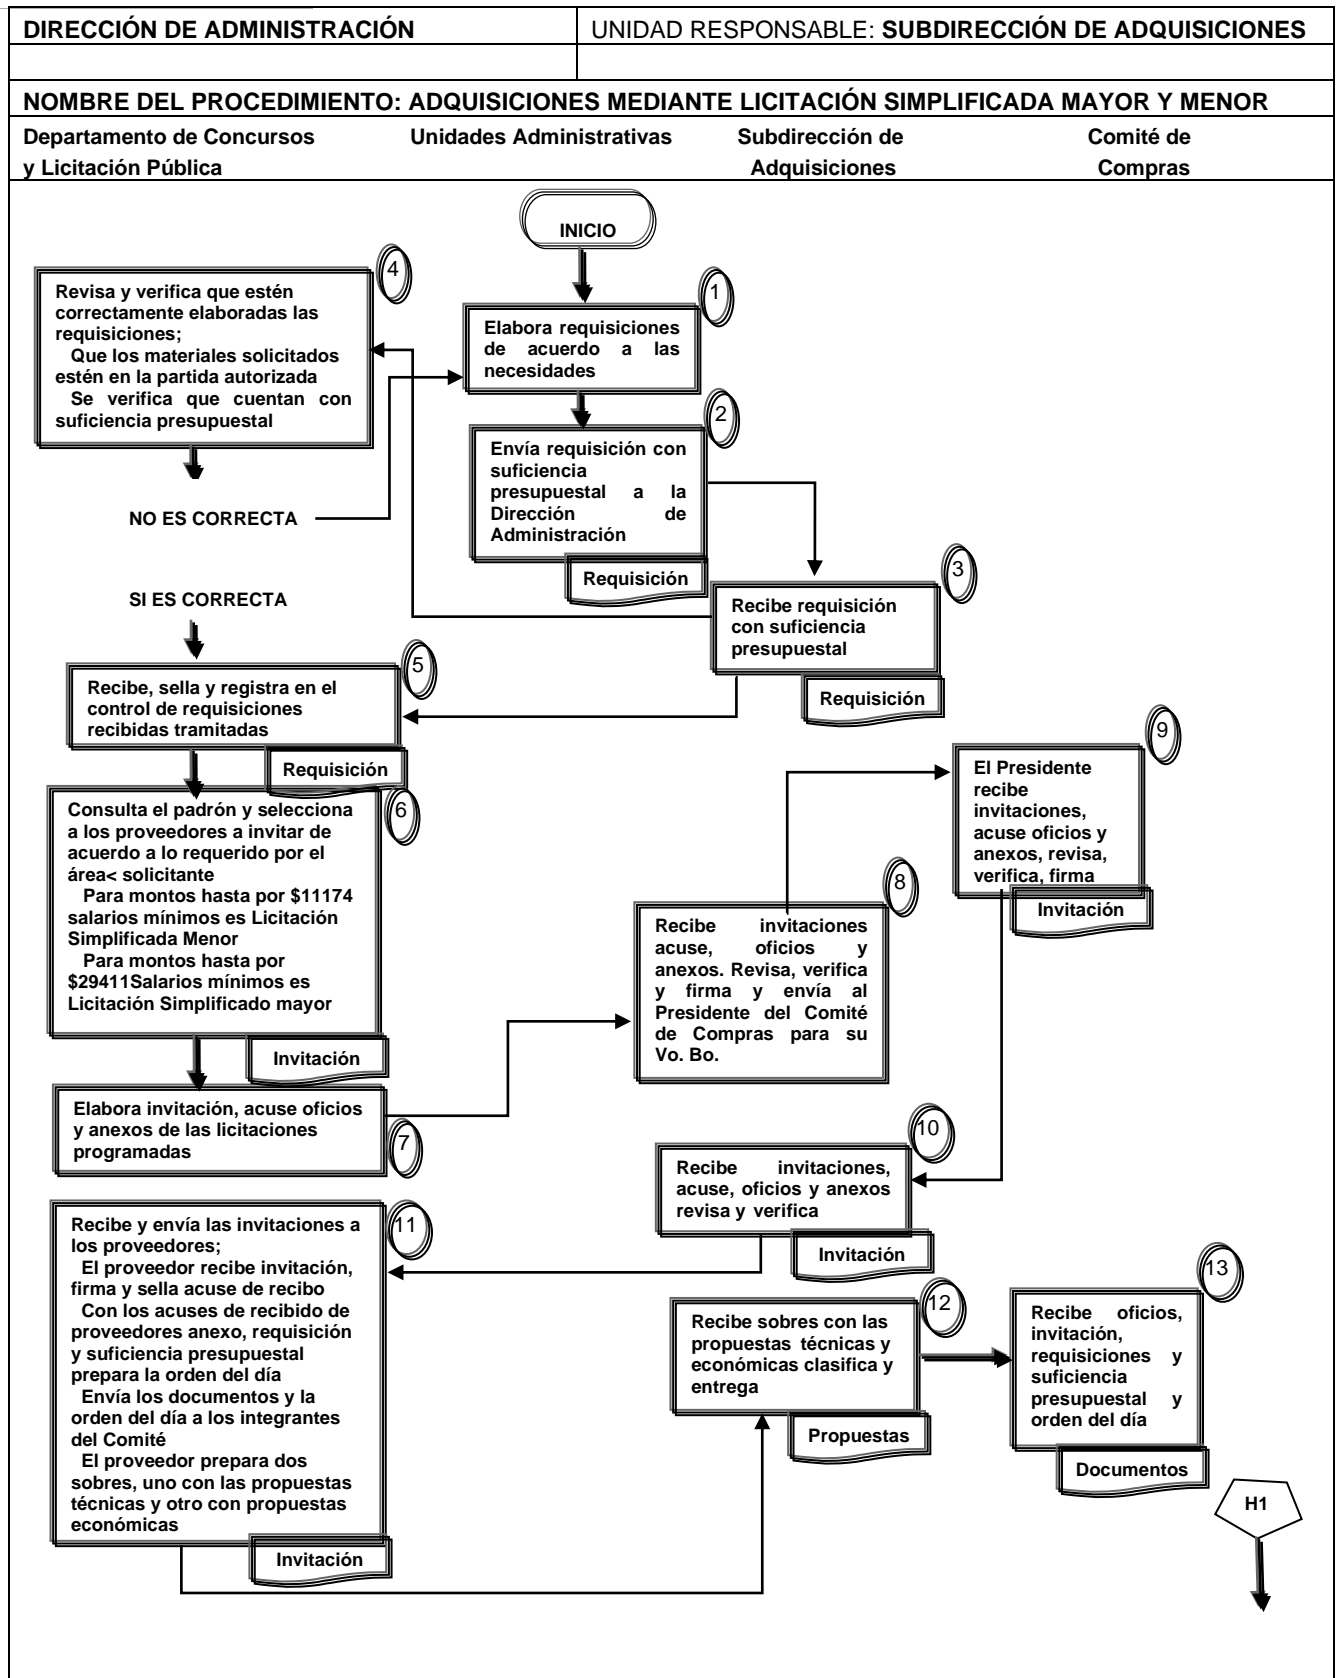 DIRECCIÓN DE ADMINISTRACIÓN
UNIDAD RESPONSABLE: SUBDIRECCIÓN DE ADQUISICIONES
NOMBRE DEL PROCEDIMIENTO: ADQUISICIONES MEDIANTE LICITACIÓN SIMPLIFICADA MAYOR Y MENOR
Departamento de Concursos
y Licitación Pública
Unidades Administrativas
Subdirección de
Adquisiciones
Comité de
Compras
INICIO
1
Elabora requisiciones
de acuerdo a las
necesidades
2
Envía requisición con
suficiencia
presupuestal a la
Dirección de
Administración
Requisición
3
Recibe requisición
con suficiencia
presupuestal
Requisición
4
Revisa y verifica que estén
correctamente elaboradas las
requisiciones;
Que los materiales solicitados
estén en la partida autorizada
Se verifica que cuentan con
suficiencia presupuestal
NO ES CORRECTA
SI ES CORRECTA
5
Recibe, sella y registra en el
control de requisiciones
recibidas tramitadas
Requisición
6
Consulta el padrón y selecciona
a los proveedores a invitar de
acuerdo a lo requerido por el
área< solicitante
Para montos hasta por $11174
salarios mínimos es Licitación
Simplificada Menor
Para montos hasta por
$29411Salarios mínimos es
Licitación Simplificado mayor
Invitación
Elabora invitación, acuse oficios
y anexos de las licitaciones
programadas
7
8
Recibe invitaciones
acuse, oficios y
anexos. Revisa, verifica
y firma y envía al
Presidente del Comité
de Compras para su
Vo. Bo.
9
El Presidente
recibe
invitaciones,
acuse oficios y
anexos, revisa,
verifica, firma
Invitación
10
Recibe invitaciones,
acuse, oficios y anexos
revisa y verifica
Invitación
11
Recibe y envía las invitaciones a
los proveedores;
El proveedor recibe invitación,
firma y sella acuse de recibo
Con los acuses de recibido de
proveedores anexo, requisición
y suficiencia presupuestal
prepara la orden del día
Envía los documentos y la
orden del día a los integrantes
del Comité
El proveedor prepara dos
sobres, uno con las propuestas
técnicas y otro con propuestas
económicas
Invitación
12
Recibe sobres con las
propuestas técnicas y
económicas clasifica y
entrega
Propuestas
13
Recibe oficios,
invitación,
requisiciones y
suficiencia
presupuestal y
orden del día
Documentos
H1